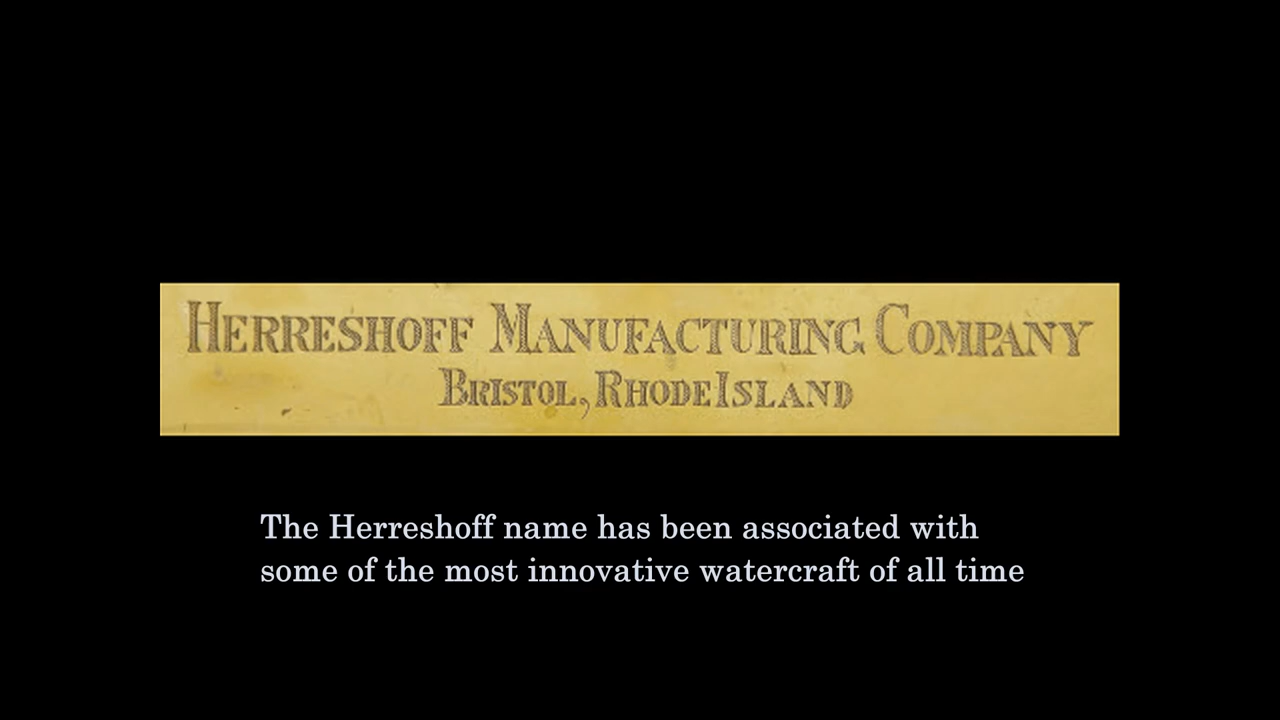 HERRESHOFF MANUFACTURING COMPANY
BRISTOL, RHODE ISLAND
The Herreshoff name has been associated with
some of the most innovative watercraft of all time